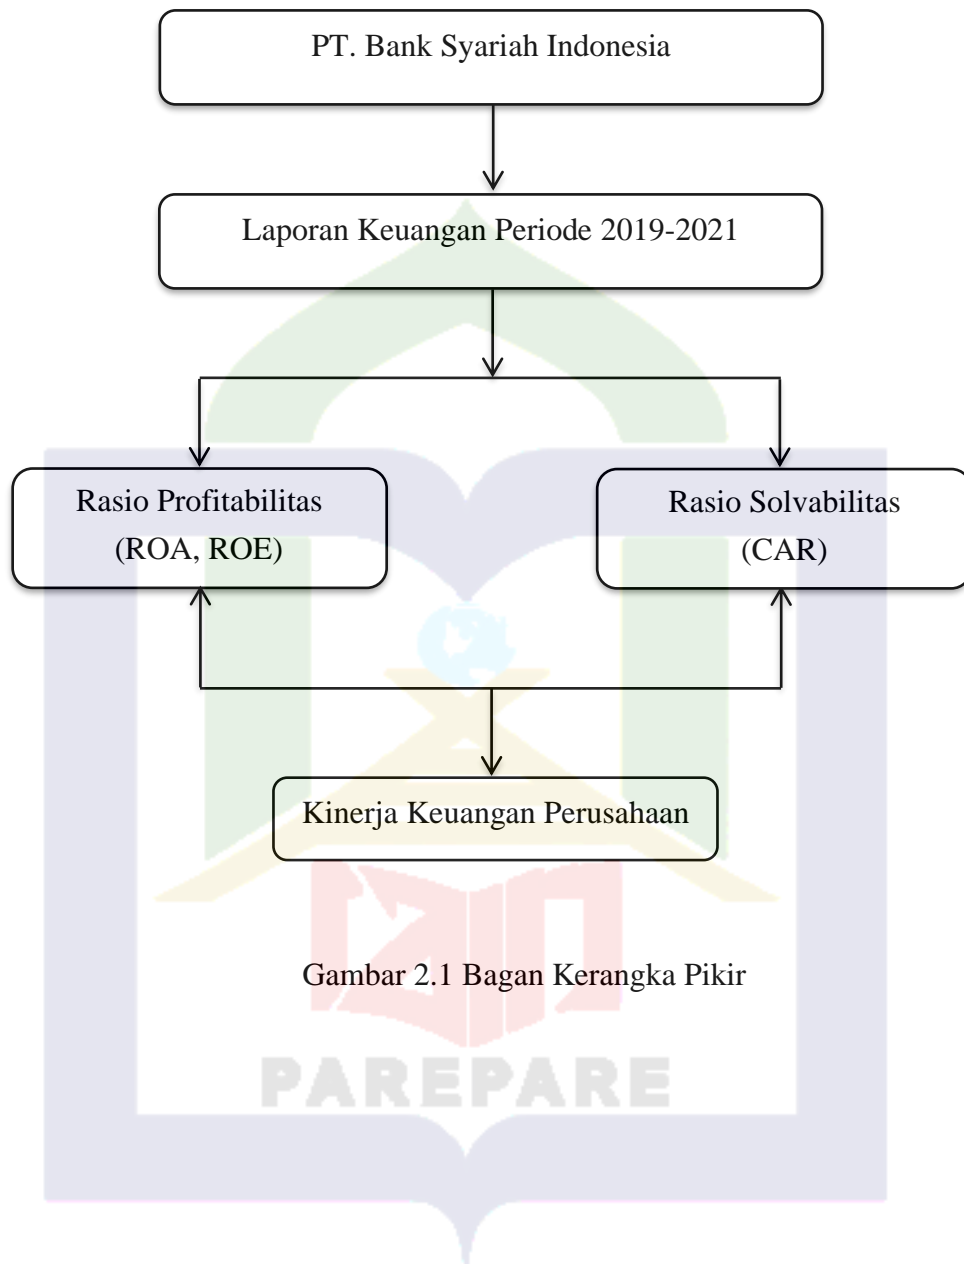 PT. Bank Syariah Indonesia
Laporan Keuangan Periode 2019-2021
Rasio Profitabilitas
(ROA, ROE)
Rasio Solvabilitas
(CAR)
Kinerja Keuangan Perusahaan
Gambar 2.1 Bagan Kerangka Pikir
PAREPARE